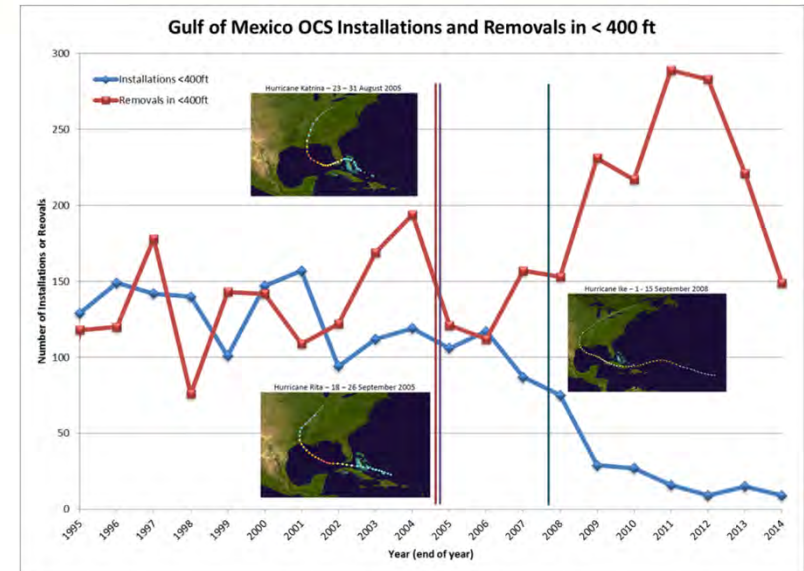 Gulf of Mexico OCS Installations and Removals in < 400 ft
300
250
200
150
100
50
0
Number of Installations or Reovals
Installations <400ft
Removals in <400ft
Hurricane Katrina – 23 – 31 August 2005
Hurricane Ike – 1 - 15 September 2008
Hurricane Rita – 18 – 26 September 2005
1995 1996 1997 1998 1999 2000 2001 2002 2003 2004 2005 2006 2007 2008 2009 2010 2011 2012 2013 2014
Year (end of year)